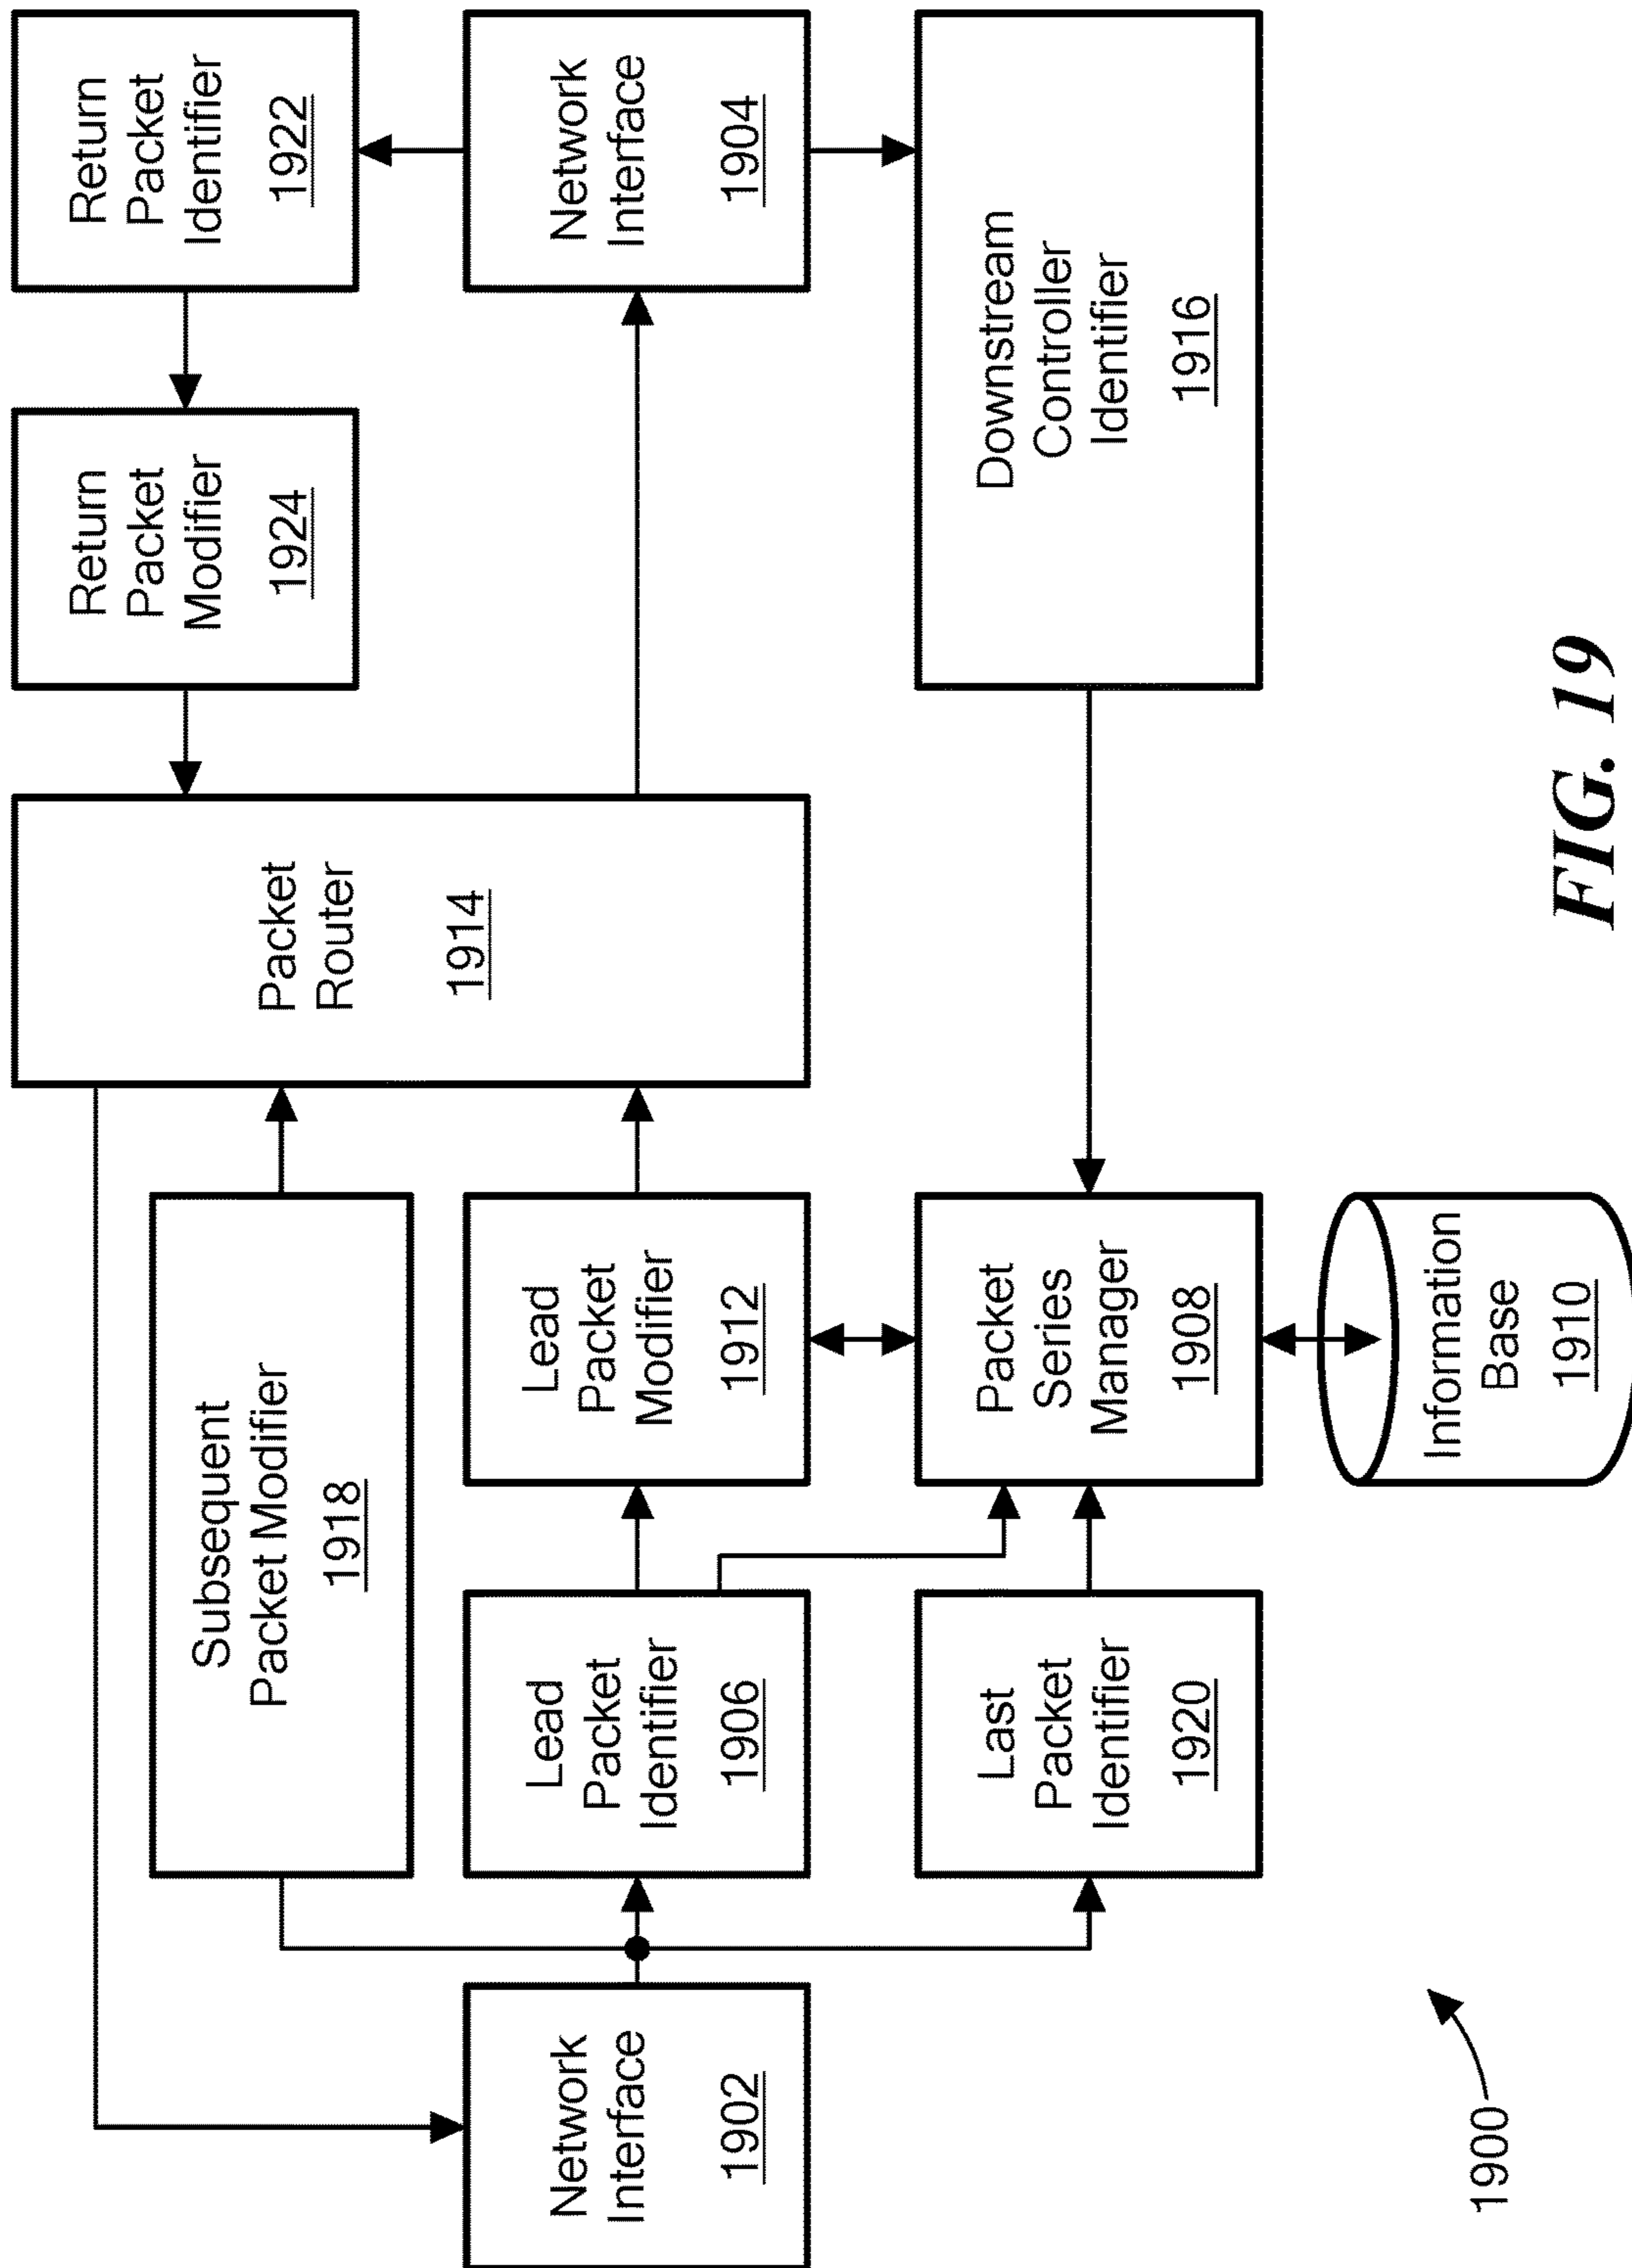 Network
Interface
1902
Subsequent
Packet Modifier
1918
Lead
Packet
Identifier
1906
Last
Packet
Identifier
1920
Lead
Packet
Modifier
1912
Packet
Series
Manager
1908
Information
Base
1910
Packet
Router
1914
Return
Packet
Modifier
1924
Return
Packet
Identifier
1922
Network
Interface
1904
Downstream
Controller
Identifier
1916
1900
FIG. 19